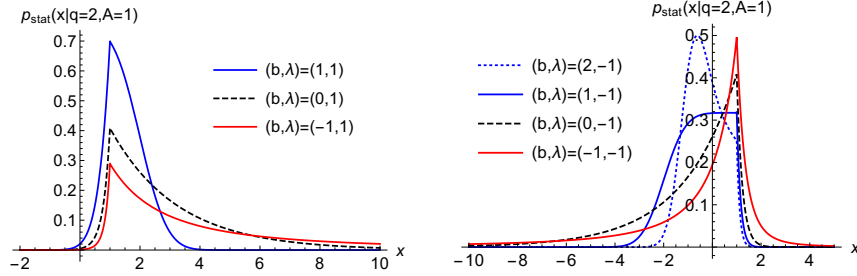 p_stat(x|q=2,A=1)
0.7
0.6
0.5
0.4
0.3
0.2
0.1
(b,λ)=(1,1)
(b,λ)=(0,1)
(b,λ)=(-1,1)
−2 0 2 4 6 8 10 x
p_stat(x|q=2,A=1)
0.5
0.4
0.3
0.2
0.1
(b,λ)=(2,-1)
(b,λ)=(1,-1)
(b,λ)=(0,-1)
(b,λ)=(-1,-1)
−10 −8 −6 −4 −2 0 2 4 x